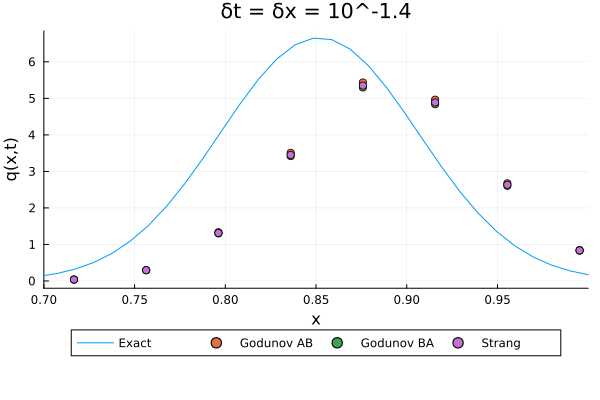 δt = δx = 10^-1.4
q(x,t)
6
5
4
3
2
1
0
0.70 0.75 0.80 0.85 0.90 0.95
x
Exact Godunov AB Godunov BA Strang